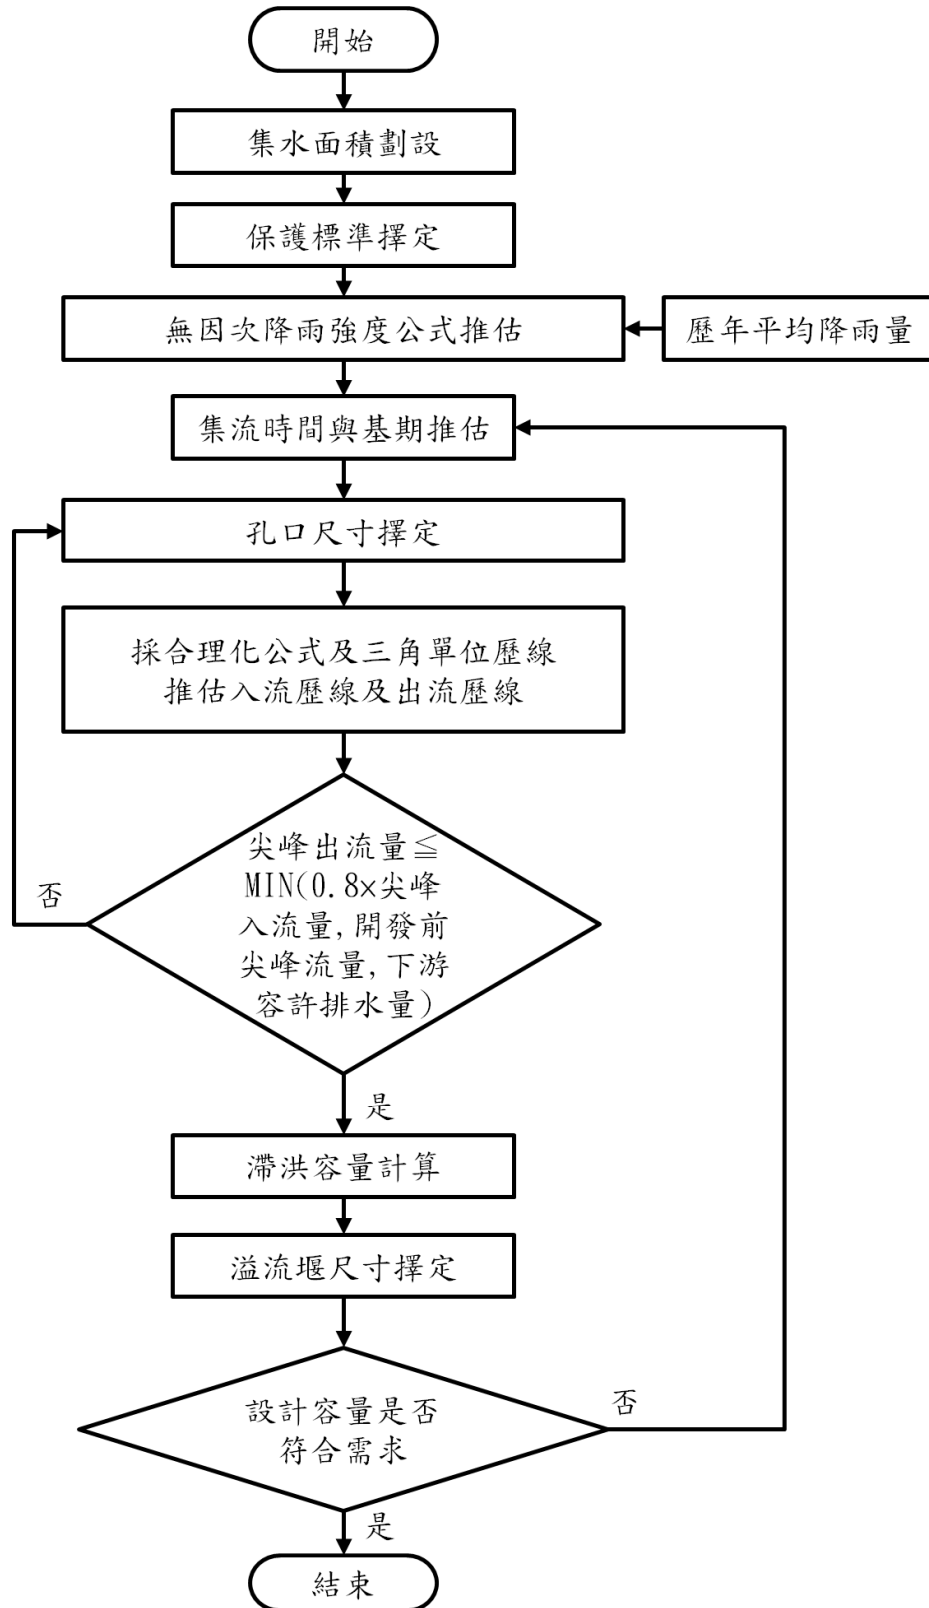 開始
集水面積劃設
保護標準擇定
無因次降雨強度公式推估
歷年平均降雨量
集流時間與基期推估
孔口尺寸擇定
採合理化公式及三角單位歷線
推估入流歷線及出流歷線
尖峰出流量≦
MIN(0.8×尖峰
入流量,開發前
尖峰流量,下游
容許排水量)
否
是
滯洪容量計算
溢流堰尺寸擇定
設計容量是否
符合需求
否
是
結束